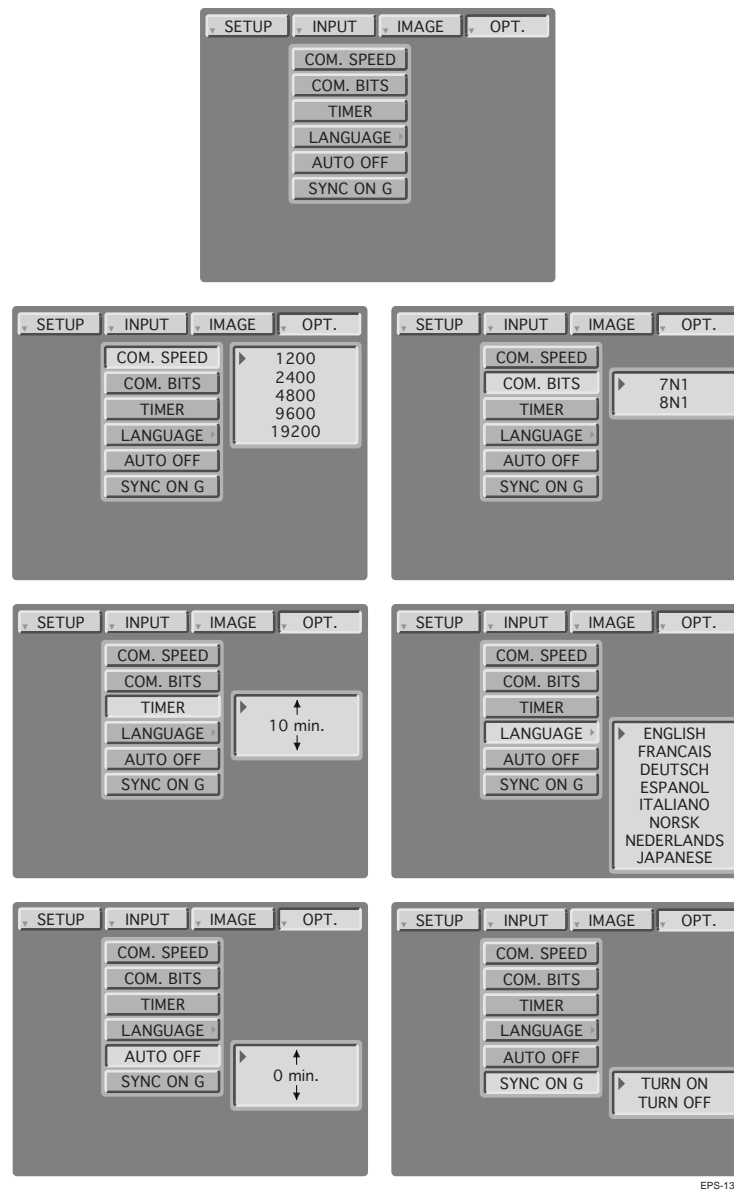 SETUP INPUT IMAGE OPT.
COM. SPEED
COM. BITS
TIMER
LANGUAGE
AUTO OFF
SYNC ON G
SETUP INPUT IMAGE OPT.
COM. SPEED
COM. BITS
TIMER
LANGUAGE
AUTO OFF
SYNC ON G
1200
2400
4800
9600
19200
SETUP INPUT IMAGE OPT.
COM. SPEED
COM. BITS
TIMER
LANGUAGE
AUTO OFF
SYNC ON G
7N1
8N1
SETUP INPUT IMAGE OPT.
COM. SPEED
COM. BITS
TIMER
LANGUAGE
AUTO OFF
SYNC ON G
10 min.
SETUP INPUT IMAGE OPT.
COM. SPEED
COM. BITS
TIMER
LANGUAGE
AUTO OFF
SYNC ON G
ENGLISH
FRANCAIS
DEUTSCH
ESPANOL
ITALIANO
NORSK
NEDERLANDS
JAPANESE
SETUP INPUT IMAGE OPT.
COM. SPEED
COM. BITS
TIMER
LANGUAGE
AUTO OFF
SYNC ON G
0 min.
SETUP INPUT IMAGE OPT.
COM. SPEED
COM. BITS
TIMER
LANGUAGE
AUTO OFF
SYNC ON G
TURN ON
TURN OFF
EPS-13